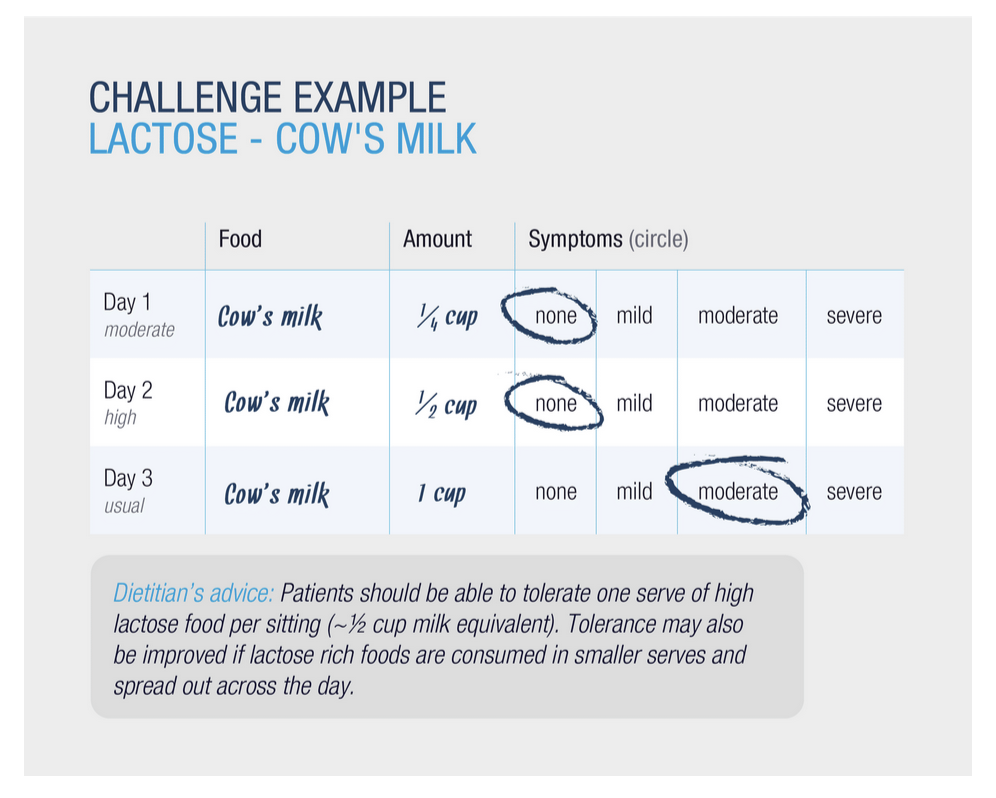 CHALLENGE EXAMPLE
LACTOSE - COW'S MILK
Food Amount Symptoms (circle)
Day 1 Cow's milk ¼ cup none mild moderate severe
moderate
Day 2 Cow's milk ½ cup none mild moderate severe
high
Day 3 Cow's milk 1 cup none mild moderate severe
usual
Dietitian's advice: Patients should be able to tolerate one serve of high
lactose food per sitting (~½ cup milk equivalent). Tolerance may also
be improved if lactose rich foods are consumed in smaller serves and
spread out across the day.